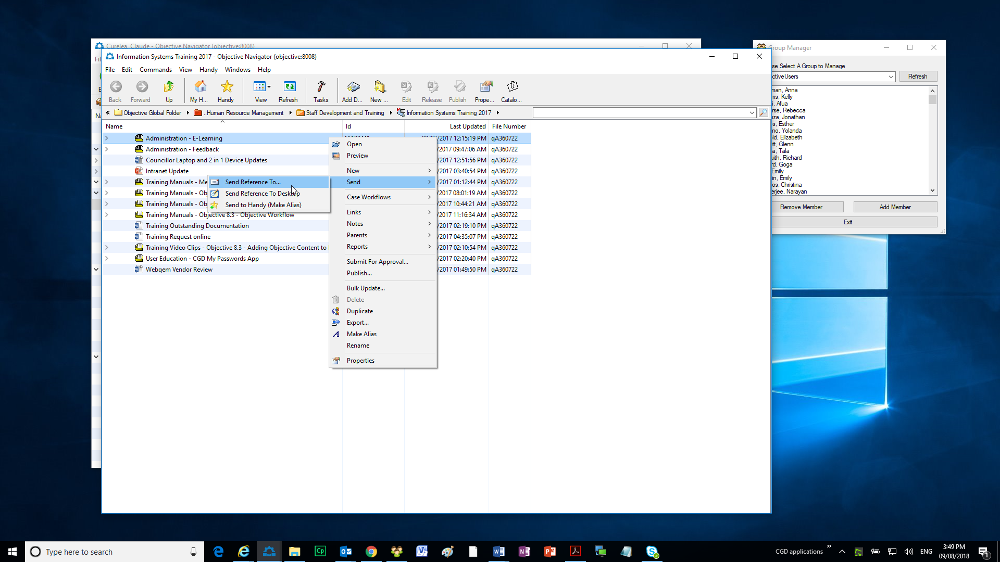 Curelea, Claude - Objective Navigator (objective:8008)
Information Systems Training 2017 - Objective Navigator (objective:8008)
File Edit Commands View Handy Windows Help
Back Forward Up My H... Handy View Refresh Tasks Add D... New ... Edit Release Publish Prope... Catalo...
« Objective Global Folder ..Human Resource Management Staff Development and Training Information Systems Training 2017
Name Id Last Updated File Number
Administration - E-Learning /2017 12:15:19 PM qA360722
Administration - Feedback /2017 09:47:06 AM qA360722
Councillor Laptop and 2 in 1 Device Updates /2017 12:51:56 PM qA360722
Intranet Update /2017 03:40:54 PM qA360722
Training Manuals - Me /2017 01:12:44 PM qA360722
Training Manuals - Ob /2017 08:01:19 AM qA360722
Training Manuals - Ob /2017 10:44:21 AM qA360722
Training Manuals - Objective 8.3 - Objective Workflow /2017 11:16:34 AM qA360722
Training Outstanding Documentation /2017 02:19:10 PM qA360722
Training Request online /2017 04:35:07 PM qA360722
Training Video Clips - Objective 8.3 - Adding Objective Content to /2017 02:10:54 PM qA360722
User Education - CGD My Passwords App /2017 02:20:40 PM qA360722
Webqem Vendor Review /2017 01:49:50 PM qA360722
Open
Preview
New
Send
Case Workflows
Links
Notes
Parents
Reports
Submit For Approval...
Publish...
Bulk Update...
Delete
Duplicate
Export...
Make Alias
Rename
Properties
Send Reference To...
Send Reference To Desktop
Send to Handy (Make Alias)
Group Manager
se Select A Group to Manage
ctiveUsers Refresh
man, Anna
ms, Kelly
i, Afua
rse, Rebecca
nza, Jonathan
s, Esther
no, Yolanda
ld, Elizabeth
tt, Glenn
a, Tala
uith, Richard
rd, Goga
Emily
in, Emily
os, Christina
erjee, Narayan
Remove Member Add Member
Exit
Type here to search
CGD applications » ENG 3:49 PM
09/08/2018